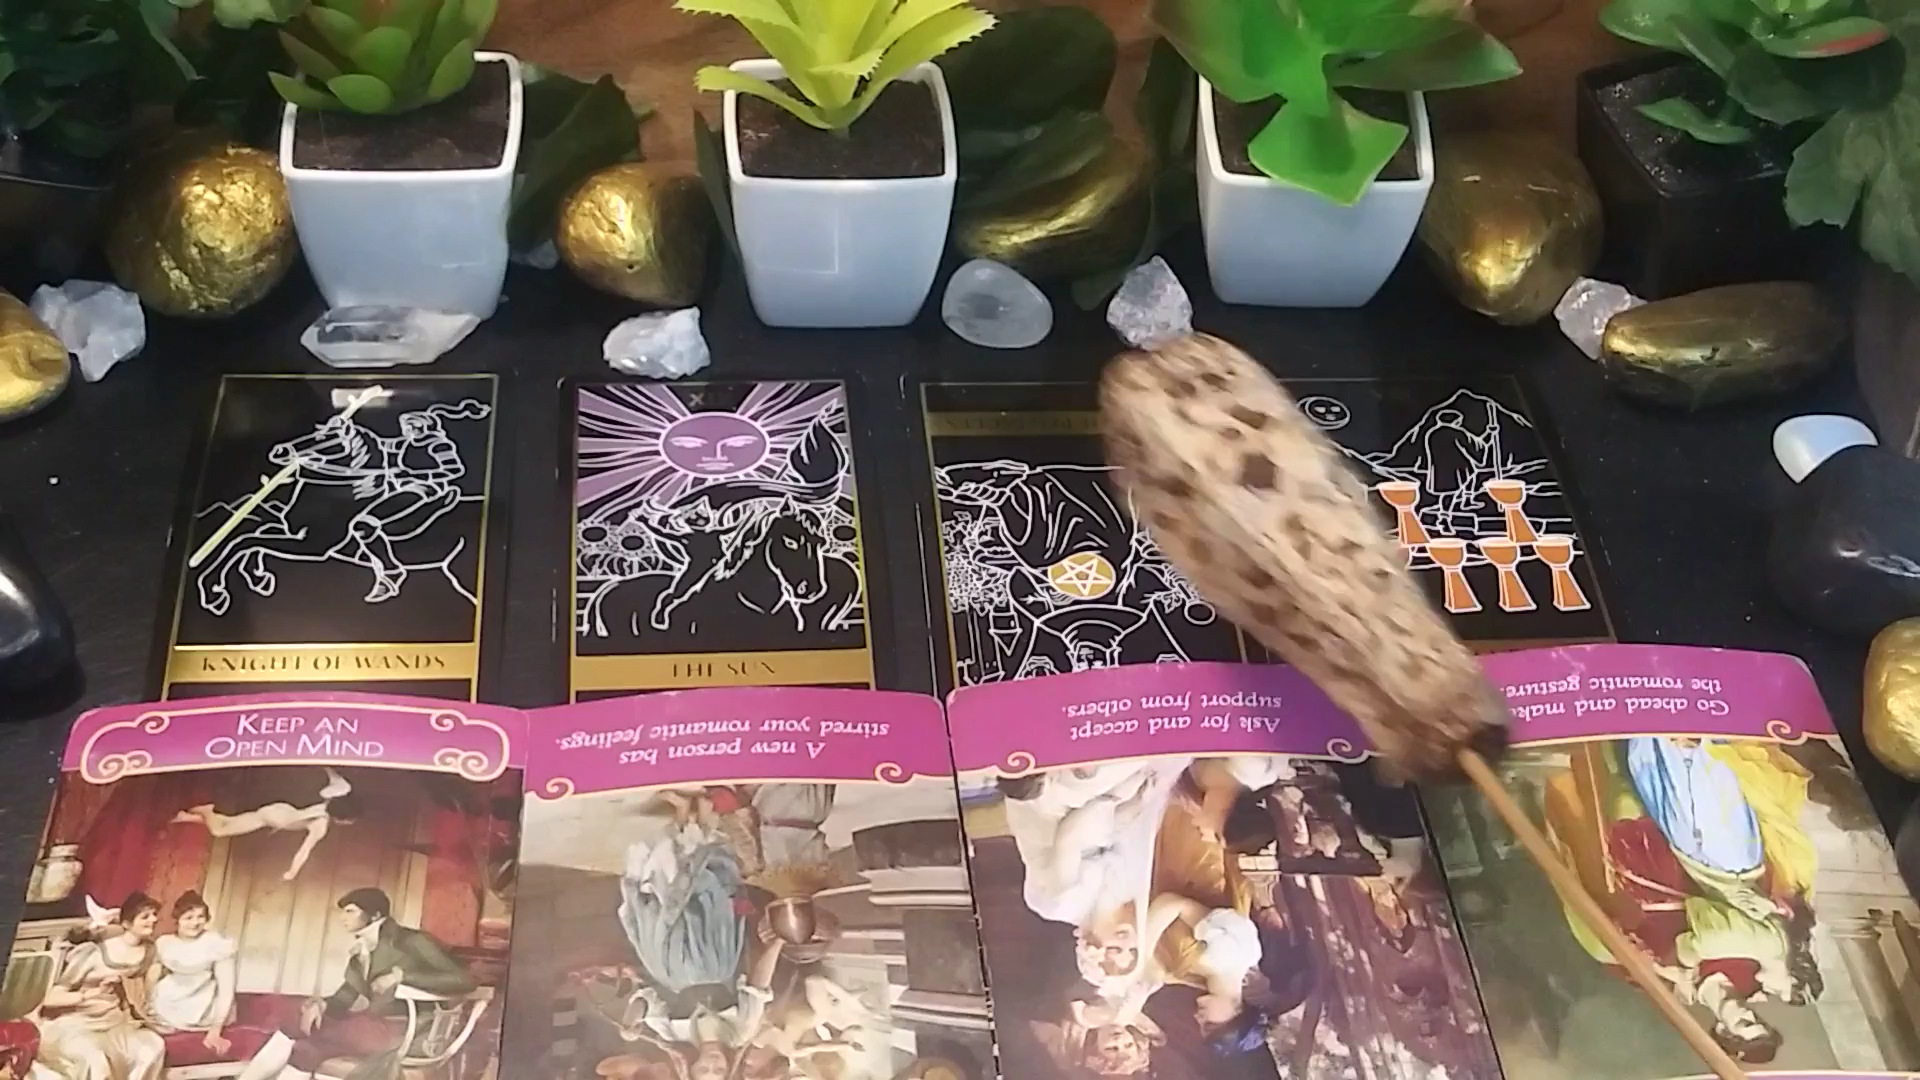 XIX
KNIGHT OF WANDS
THE SUN
KEEP AN
OPEN MIND
A new person has
stirred your romantic feelings.
Ask for and accept
support from others.
Go ahead and make
the romantic gesture.